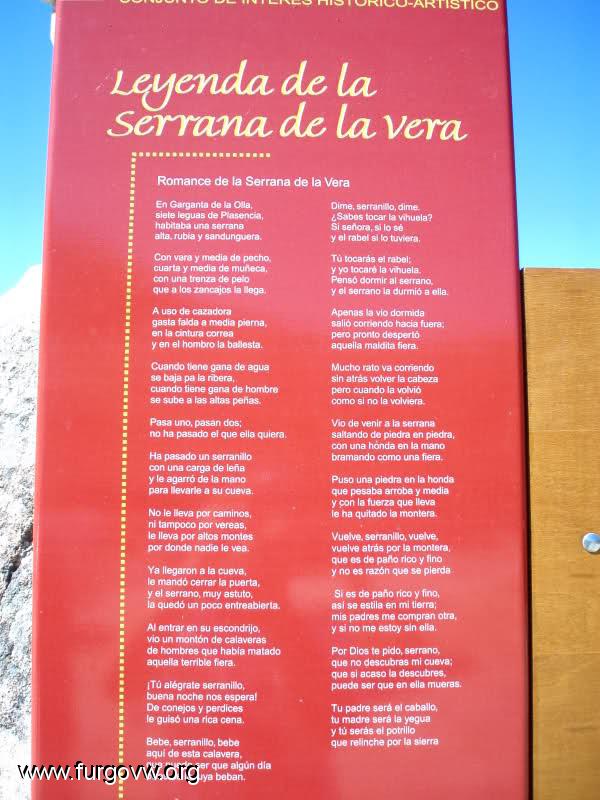 CONJUNTO DE INTERES HISTORICO-ARTISTICO
Leyenda de la
Serrana de la Vera
Romance de la Serrana de la Vera
En Garganta de la Olla,
siete leguas de Plasencia,
habitaba una serrana
alta, rubia y sandunguera.
Con vara y media de pecho,
cuarta y media de muñeca,
con una trenza de pelo
que a los zancajos la llega.
A uso de cazadora
gasta falda a media pierna,
en la cintura correa
y en el hombro la ballesta.
Cuando tiene gana de agua
se baja pa la ribera,
cuando tiene gana de hombre
se sube a las altas peñas.
Pasa uno, pasan dos;
no ha pasado el que ella quiera.
Ha pasado un serranillo
con una carga de leña
y le agarró de la mano
para llevarle a su cueva.
No le lleva por caminos,
ni tampoco por vereas,
le lleva por altos montes
por donde nadie le vea.
Ya llegaron a la cueva,
le mandó cerrar la puerta,
y el serrano, muy astuto,
la quedó un poco entreabierta.
Al entrar en su escondrijo,
vio un montón de calaveras
de hombres que había matado
aquella terrible fiera.
¡Tú alégrate serranillo,
buena noche nos espera!
De conejos y perdices
le guisó una rica cena.
Bebe, serranillo, bebe
aquí de esta calavera,
que puede ser que algún día
uya beban.
Dime, serranillo, dime.
¿Sabes tocar la vihuela?
Si señora, si lo sé
y el rabel si lo tuviera.
Tú tocarás el rabel;
y yo tocaré la vihuela.
Pensó dormir al serrano,
y el serrano la durmió a ella.
Apenas la vio dormida
salió corriendo hacia fuera;
pero pronto despertó
aquella maldita fiera.
Mucho rato va corriendo
sin atrás volver la cabeza
pero cuando la volvió
como si no la volviera.
Vio de venir a la serrana
saltando de piedra en piedra,
con una hónda en la mano
bramando como una fiera.
Puso una piedra en la honda
que pesaba arroba y media
y con la fuerza que lleva
le ha quitado la montera.
Vuelve, serranillo, vuelve,
vuelve atrás por la montera,
que es de paño rico y fino
y no es razón que se pierda
Si es de paño rico y fino,
así se estila en mi tierra;
mis padres me compran otra,
y si no me estoy sin ella.
Por Dios te pido, serrano,
que no descubras mi cueva;
que si acaso la descubres,
puede ser que en ella mueras.
Tu padre será el caballo,
tu madre será la yegua
y tú serás el potrillo
que relinche por la sierra
www.furgovw.org